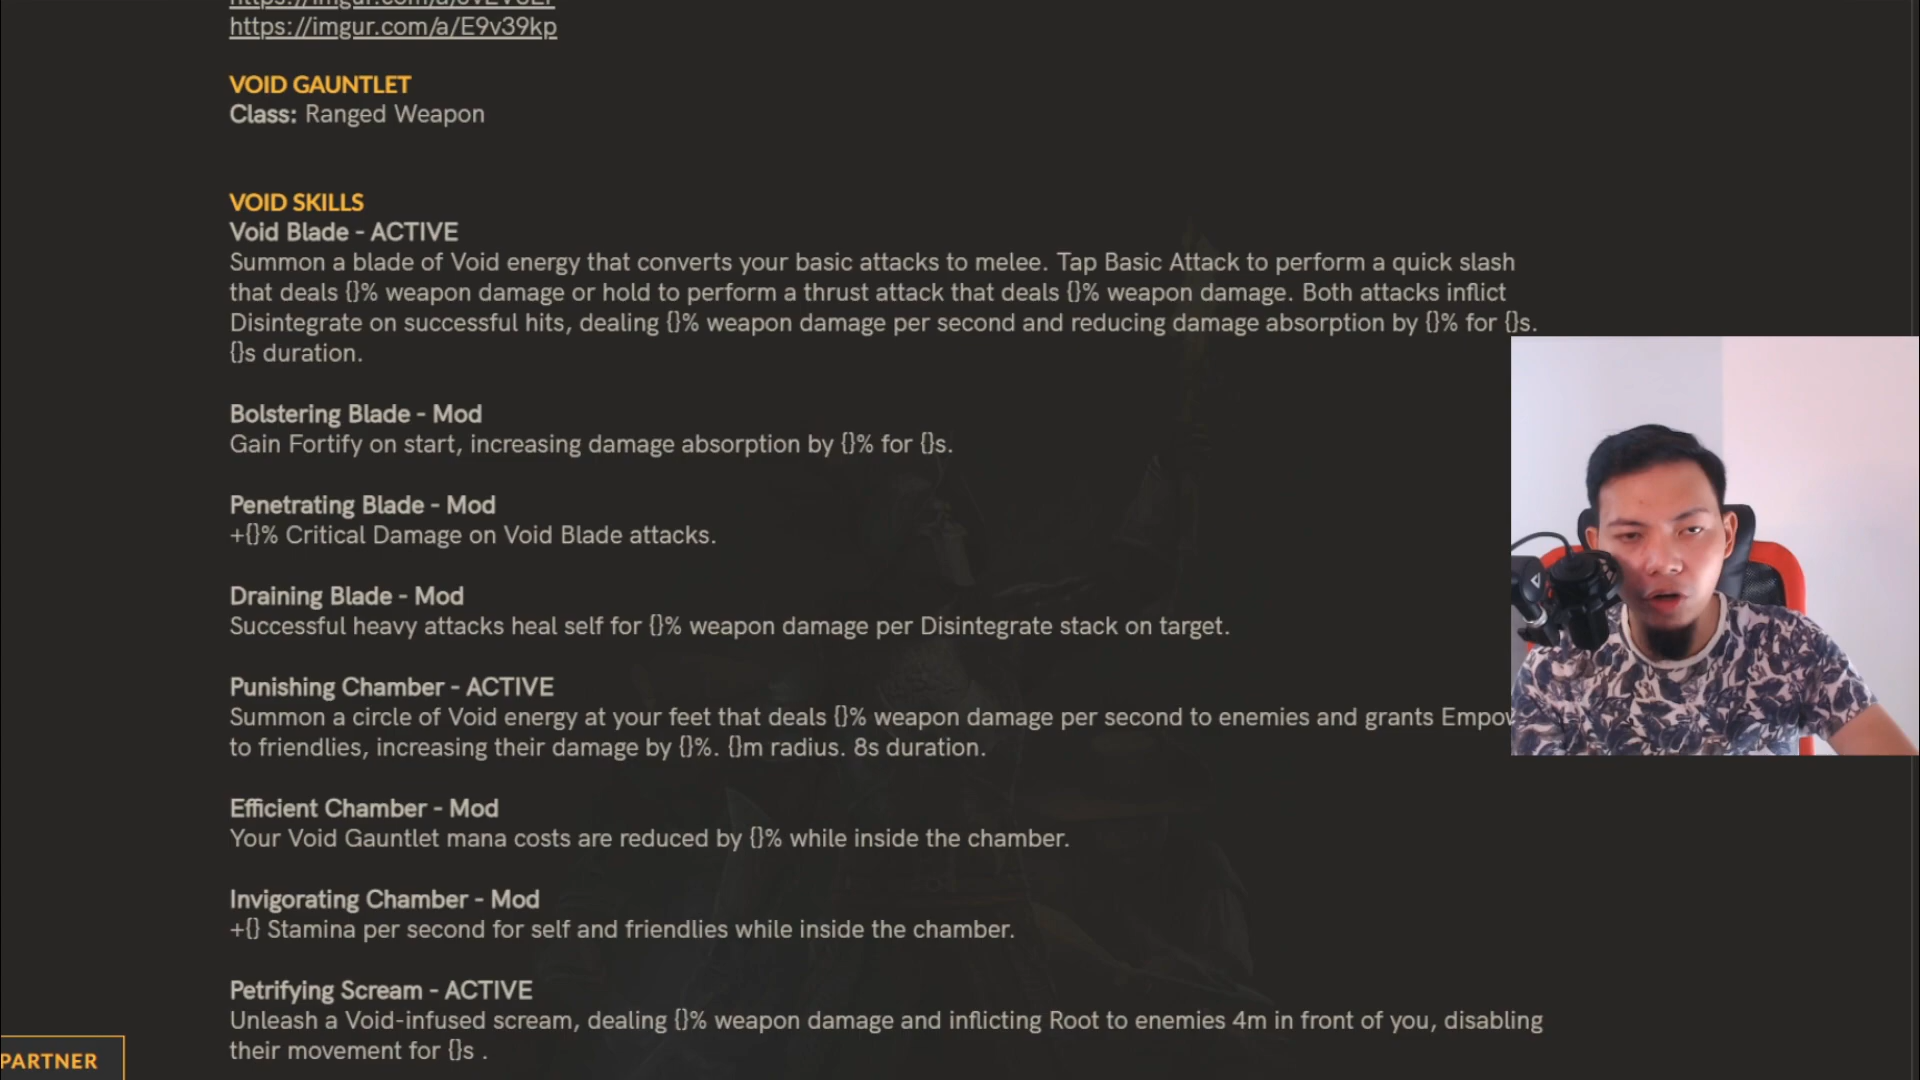 https://imgur.com/a/E9v39kp
VOID GAUNTLET
Class: Ranged Weapon
VOID SKILLS
Void Blade - ACTIVE
Summon a blade of Void energy that converts your basic attacks to melee. Tap Basic Attack to perform a quick slash
that deals {}% weapon damage or hold to perform a thrust attack that deals {}% weapon damage. Both attacks inflict
Disintegrate on successful hits, dealing {}% weapon damage per second and reducing damage absorption by {}% for {}s.
{}s duration.
Bolstering Blade - Mod
Gain Fortify on start, increasing damage absorption by {}% for {}s.
Penetrating Blade - Mod
+{}% Critical Damage on Void Blade attacks.
Draining Blade - Mod
Successful heavy attacks heal self for {}% weapon damage per Disintegrate stack on target.
Punishing Chamber - ACTIVE
Summon a circle of Void energy at your feet that deals {}% weapon damage per second to enemies and grants
to friendlies, increasing their damage by {}%. {}m radius. 8s duration.
Efficient Chamber - Mod
Your Void Gauntlet mana costs are reduced by {}% while inside the chamber.
Invigorating Chamber - Mod
+{} Stamina per second for self and friendlies while inside the chamber.
Petrifying Scream - ACTIVE
Unleash a Void-infused scream, dealing {}% weapon damage and inflicting Root to enemies 4m in front of you, disabling
their movement for {}s .
PARTNER